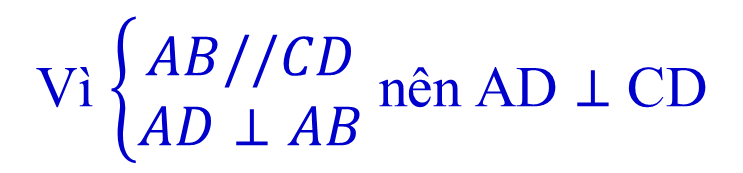 Vì { AB//CD
AD ⊥ AB nên AD ⊥ CD